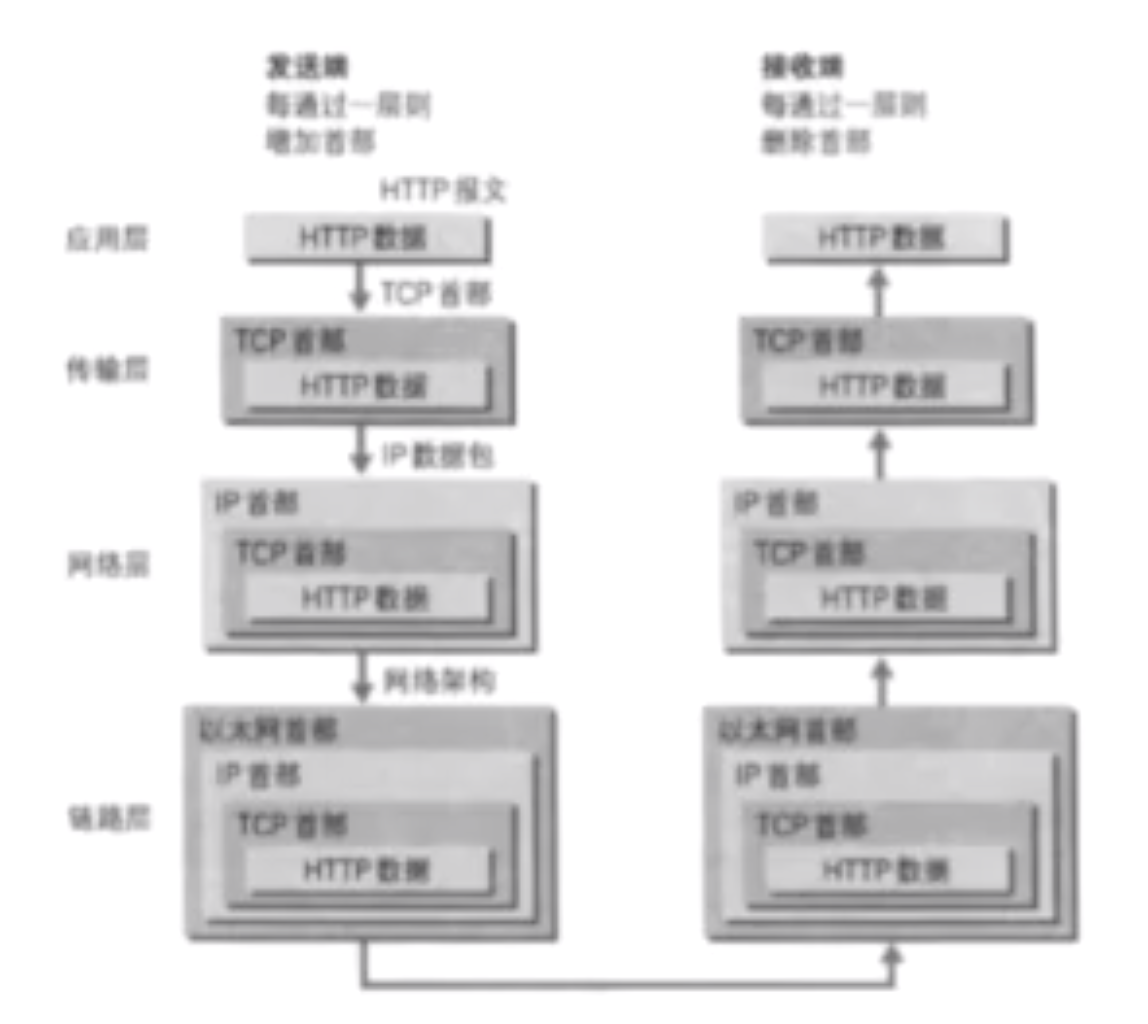 发送端
每通过一层则
增加首部
接收端
每通过一层则
删除首部
HTTP 报文
应用层
HTTP 数据
HTTP 数据
TCP 首部
传输层
TCP 首部
HTTP 数据
TCP 首部
HTTP 数据
IP 数据包
网络层
IP 首部
TCP 首部
HTTP 数据
IP 首部
TCP 首部
HTTP 数据
网络架构
链路层
以太网首部
IP 首部
TCP 首部
HTTP 数据
以太网首部
IP 首部
TCP 首部
HTTP 数据